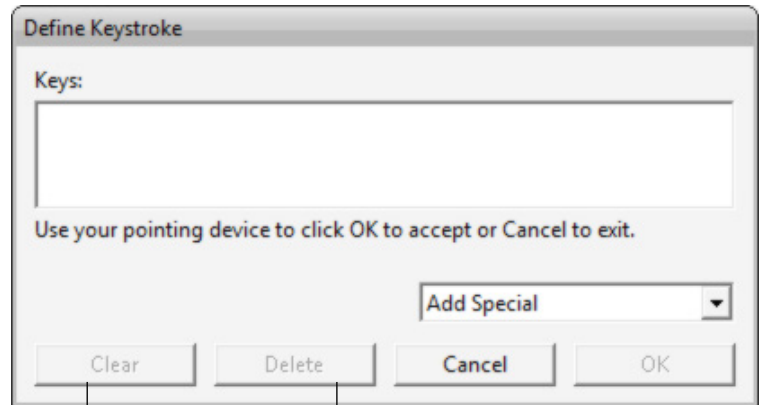 Define Keystroke
Keys:
Use your pointing device to click OK to accept or Cancel to exit.
Add Special
Clear Delete Cancel OK